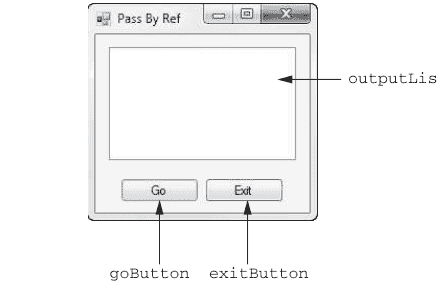 Pass By Ref
outputLis
Go
Exit
goButton
exitButton